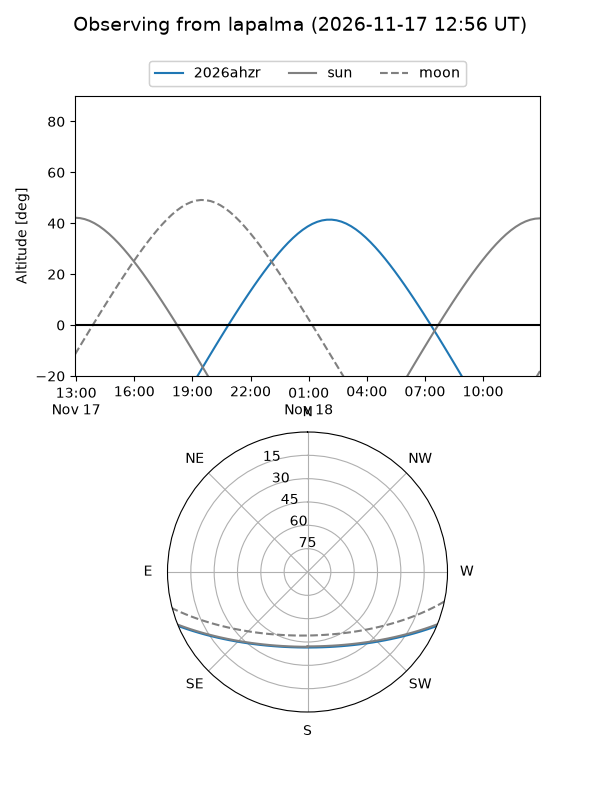 Observing from lapalma (2026-11-17 12:56 UT)
2026ahzr sun moon
Altitude [deg]
80
60
40
20
0
−20
13:00 16:00 19:00 22:00 01:00 04:00 07:00 10:00
Nov 17 Nov 18
N
NE NW
15
30
45
60
75
E W
SE SW
S